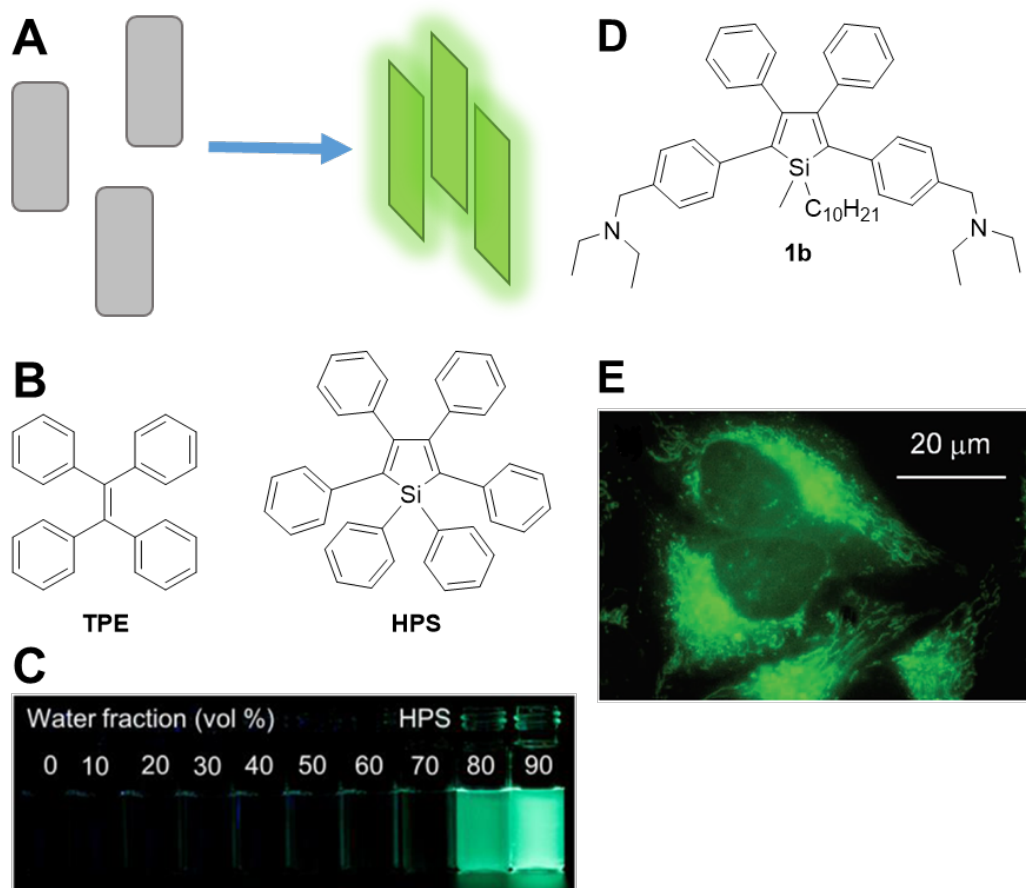 A
B
TPE
Si
HPS
C
Water fraction (vol %) HPS
0 10 20 30 40 50 60 70 80 90
D
Si
C10H21
N
N
1b
E
20 μm